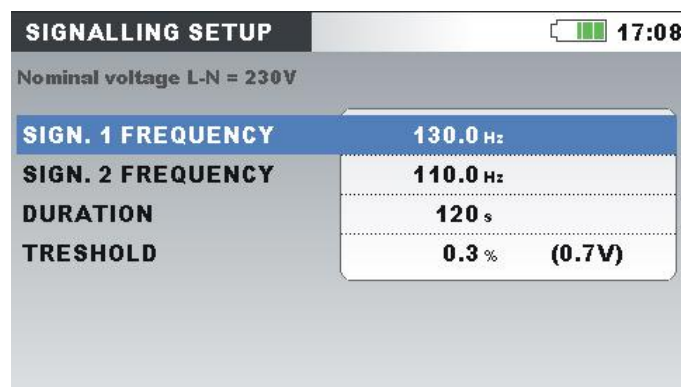 SIGNALLING SETUP 17:08
Nominal voltage L-N = 230V
SIGN. 1 FREQUENCY 130.0 Hz
SIGN. 2 FREQUENCY 110.0 Hz
DURATION 120 s
TRESHOLD 0.3 % (0.7V)